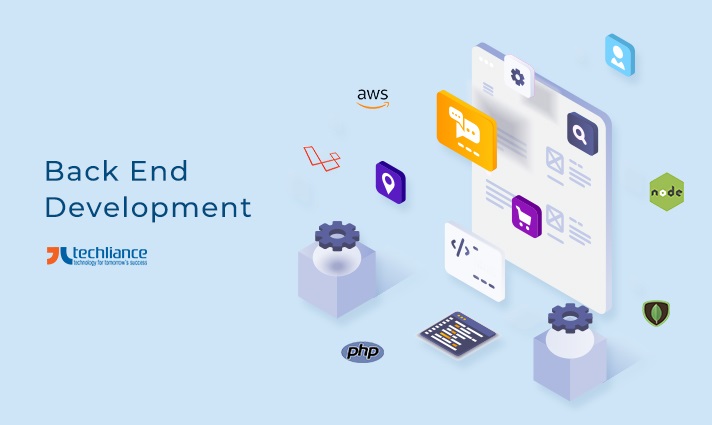 Back End
Development
techliance
technology for tomorrow's success
aws
node
php